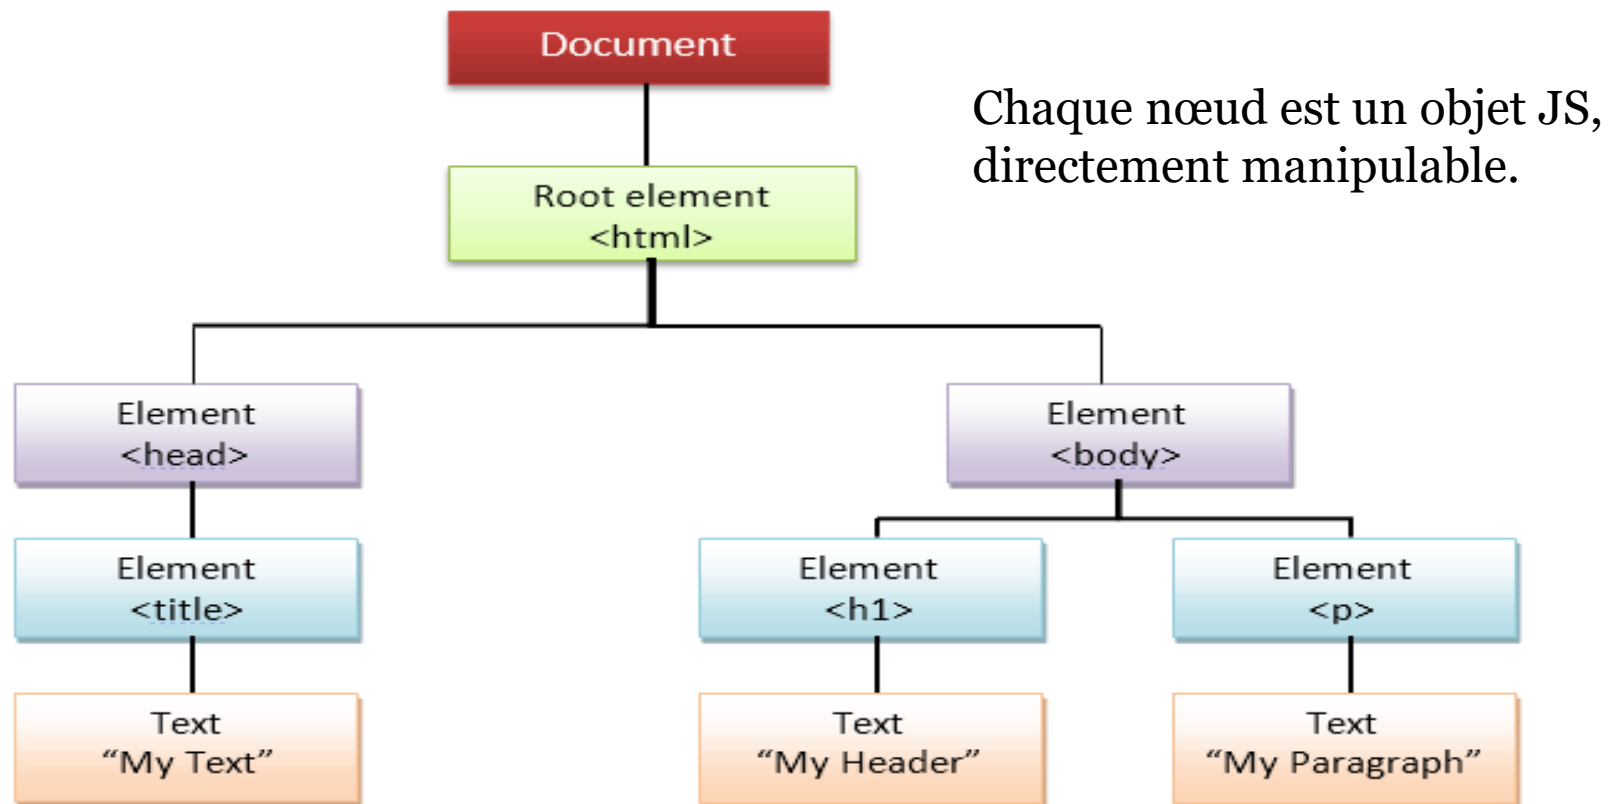 Document
Chaque nœud est un objet JS,
directement manipulable.
Root element
<html>
Element
<head>
Element
<body>
Element
<title>
Element
<h1>
Element
<p>
Text
“My Text”
Text
“My Header”
Text
“My Paragraph”